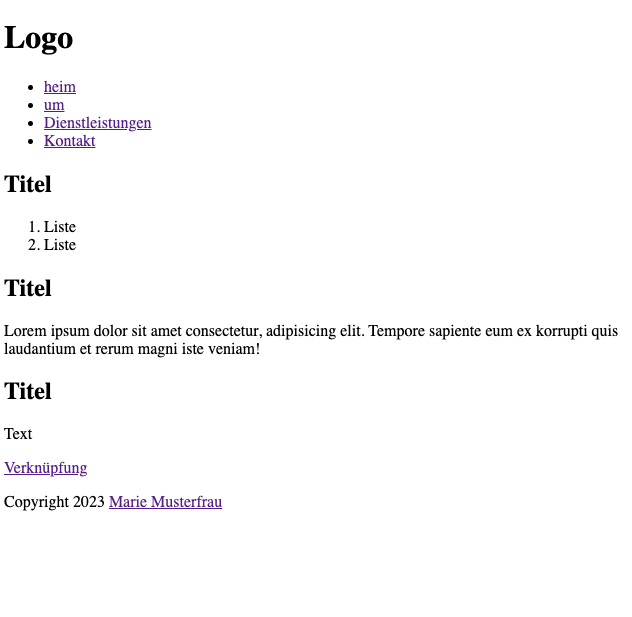 Logo
heim
um
Dienstleistungen
Kontakt
Titel
1. Liste
2. Liste
Titel
Lorem ipsum dolor sit amet consectetur, adipisicing elit. Tempore sapiente eum ex korrupti quis
laudantium et rerum magni iste veniam!
Titel
Text
Verknüpfung
Copyright 2023 Marie Musterfrau